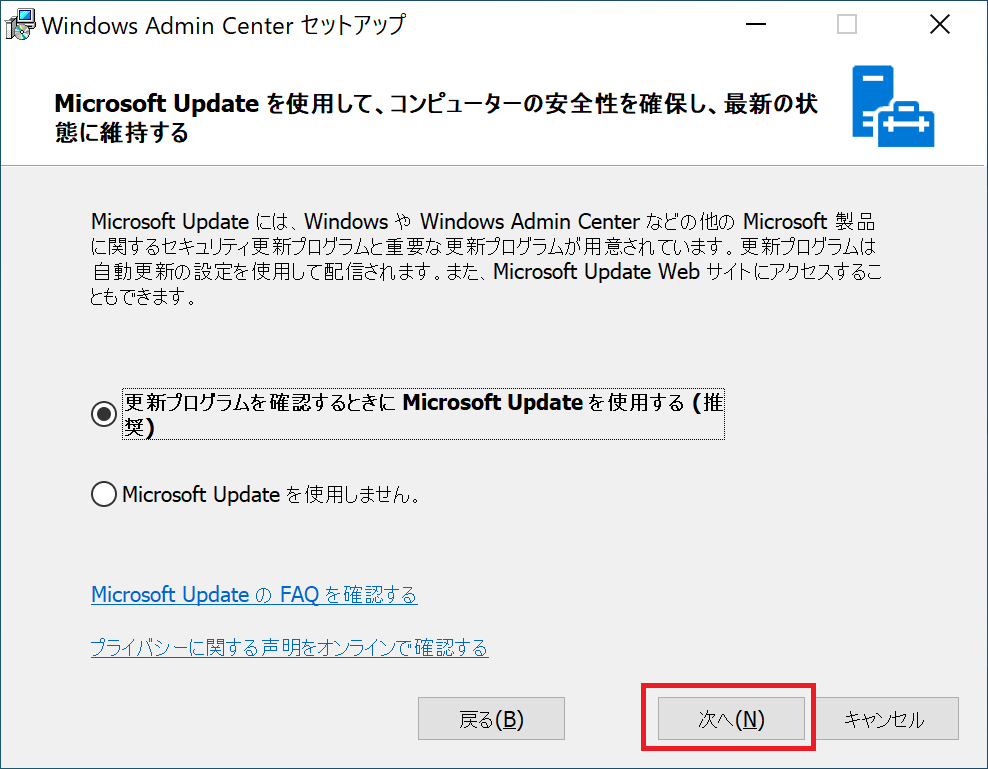 Windows Admin Center セットアップ
Microsoft Update を使用して、コンピューターの安全性を確保し、最新の状
態に維持する
Microsoft Update には、Windows や Windows Admin Center などの他の Microsoft 製品
に関するセキュリティ更新プログラムと重要な更新プログラムが用意されています。更新プログラムは
自動更新の設定を使用して配信されます。また、Microsoft Update Web サイトにアクセスするこ
ともできます。
更新プログラムを確認するときに Microsoft Update を使用する (推
奨)
Microsoft Update を使用しません。
Microsoft Update の FAQ を確認する
プライバシーに関する声明をオンラインで確認する
戻る(B)
次へ(N)
キャンセル